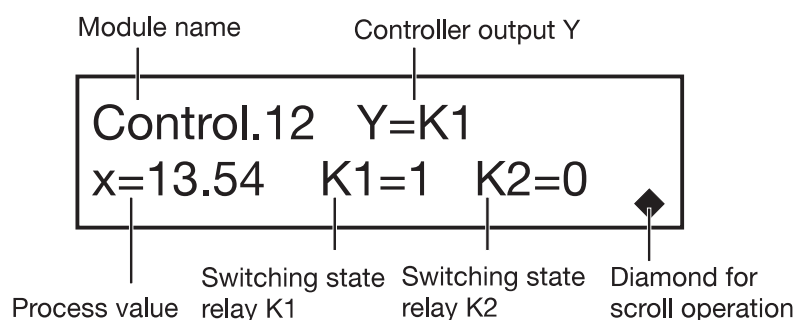 Module name
Controller output Y
Control.12 Y=K1
x=13.54 K1=1 K2=0
Process value
Switching state
relay K1
Switching state
relay K2
Diamond for
scroll operation